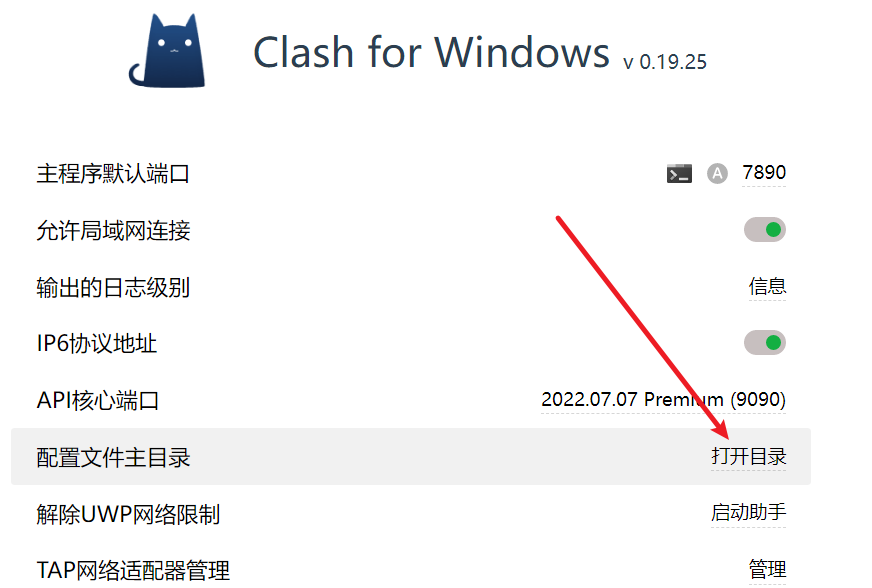 Clash for Windows v 0.19.25
主程序默认端口 A 7890
允许局域网连接
输出的日志级别 信息
IP6协议地址
API核心端口 2022.07.07 Premium (9090)
配置文件主目录 打开目录
解除UWP网络限制 启动助手
TAP网络适配器管理 管理